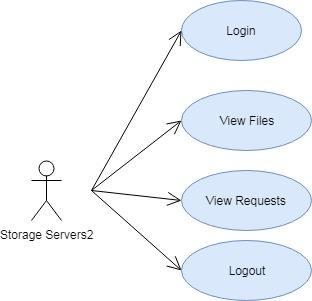 Login
View Files
View Requests
Storage Servers2
Logout